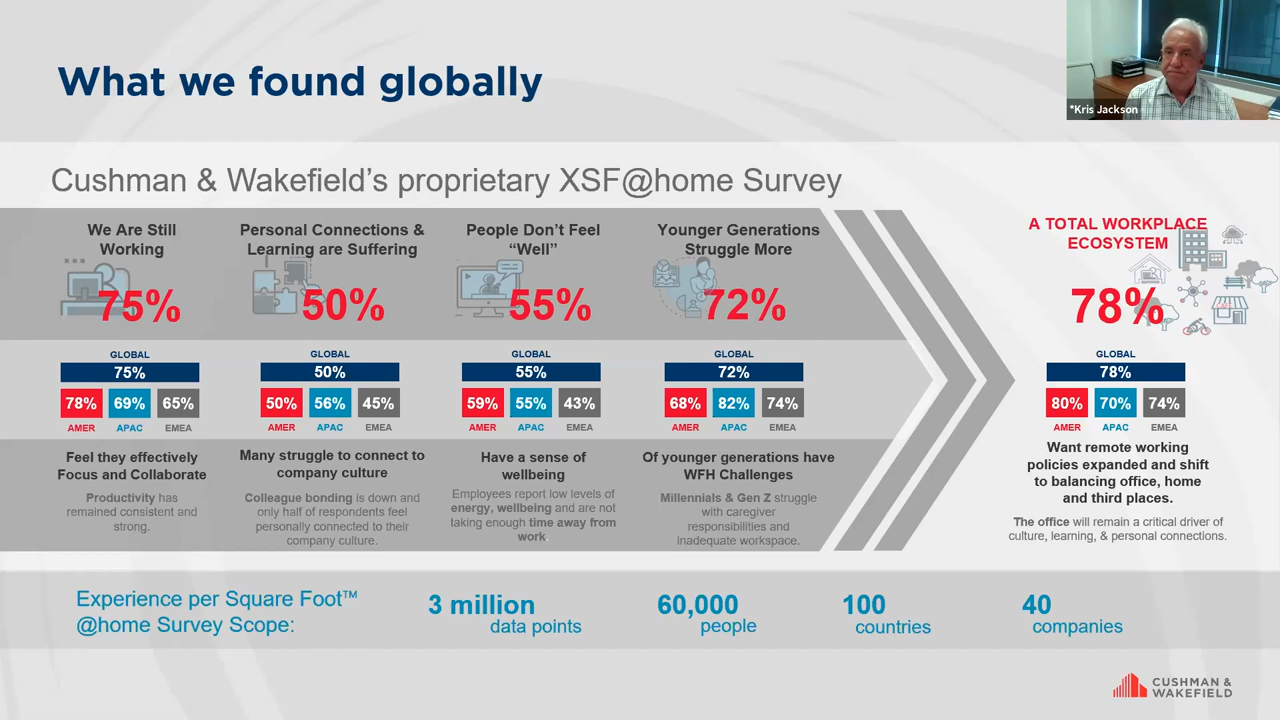 What we found globally
*Kris Jackson
Cushman & Wakefield's proprietary XSF@home Survey
We Are Still
Working
75%
GLOBAL
75%
78% 69% 65%
AMER APAC EMEA
Feel they effectively
Focus and Collaborate
Productivity has
remained consistent and
strong.
Personal Connections &
Learning are Suffering
50%
GLOBAL
50%
50% 56% 45%
AMER APAC EMEA
Many struggle to connect to
company culture
Colleague bonding is down and
only half of respondents feel
personally connected to their
company culture.
People Don't Feel
“Well”
55%
GLOBAL
55%
59% 55% 43%
AMER APAC EMEA
Have a sense of
wellbeing
Employees report low levels of
energy, wellbeing and are not
taking enough time away from
work.
Younger Generations
Struggle More
72%
GLOBAL
72%
68% 82% 74%
AMER APAC EMEA
Of younger generations have
WFH Challenges
Millennials & Gen Z struggle
with caregiver
responsibilities and
inadequate workspace.
A TOTAL WORKPLACE
ECOSYSTEM
78%
GLOBAL
78%
80% 70% 74%
AMER APAC EMEA
Want remote working
policies expanded and shift
to balancing office, home
and third places.
The office will remain a critical driver of
culture, learning, & personal connections.
Experience per Square Foot™
@home Survey Scope:
3 million
data points
60,000
people
100
countries
40
companies
CUSHMAN &
WAKEFIELD